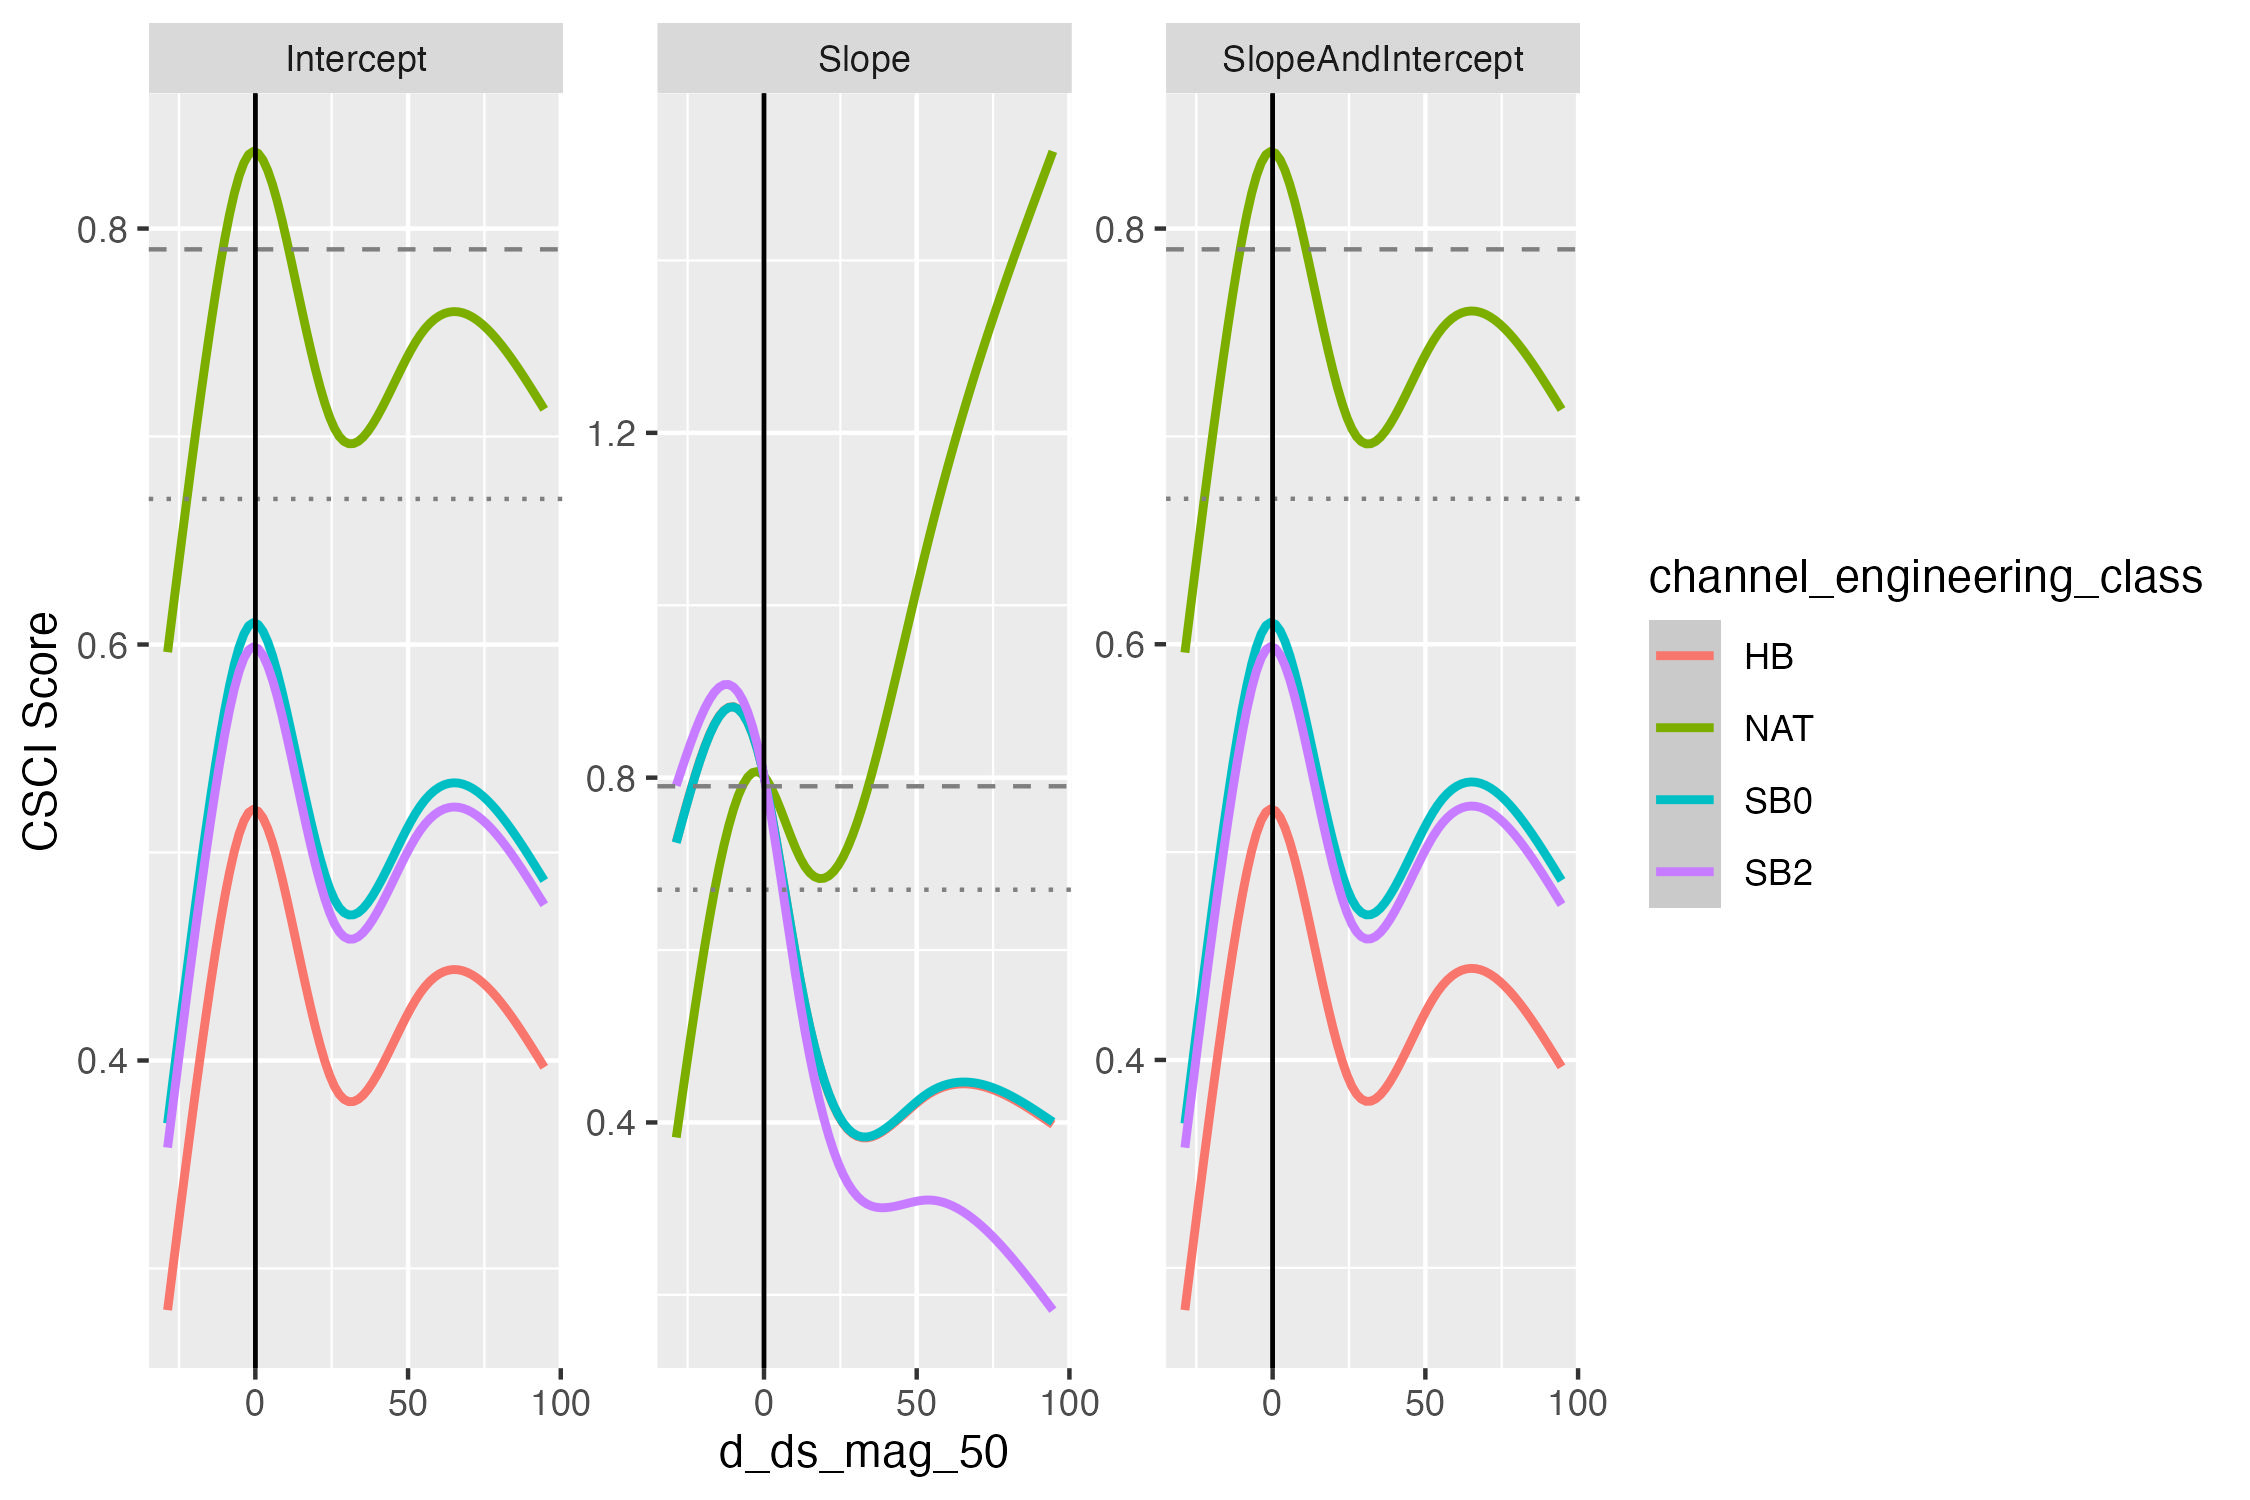 Intercept
Slope
SlopeAndIntercept
0.8
0.6
0.4
1.2
0.8
0.4
0.8
0.6
0.4
CSCI Score
0 50 100
0 50 100
0 50 100
d_ds_mag_50
channel_engineering_class
HB
NAT
SB0
SB2